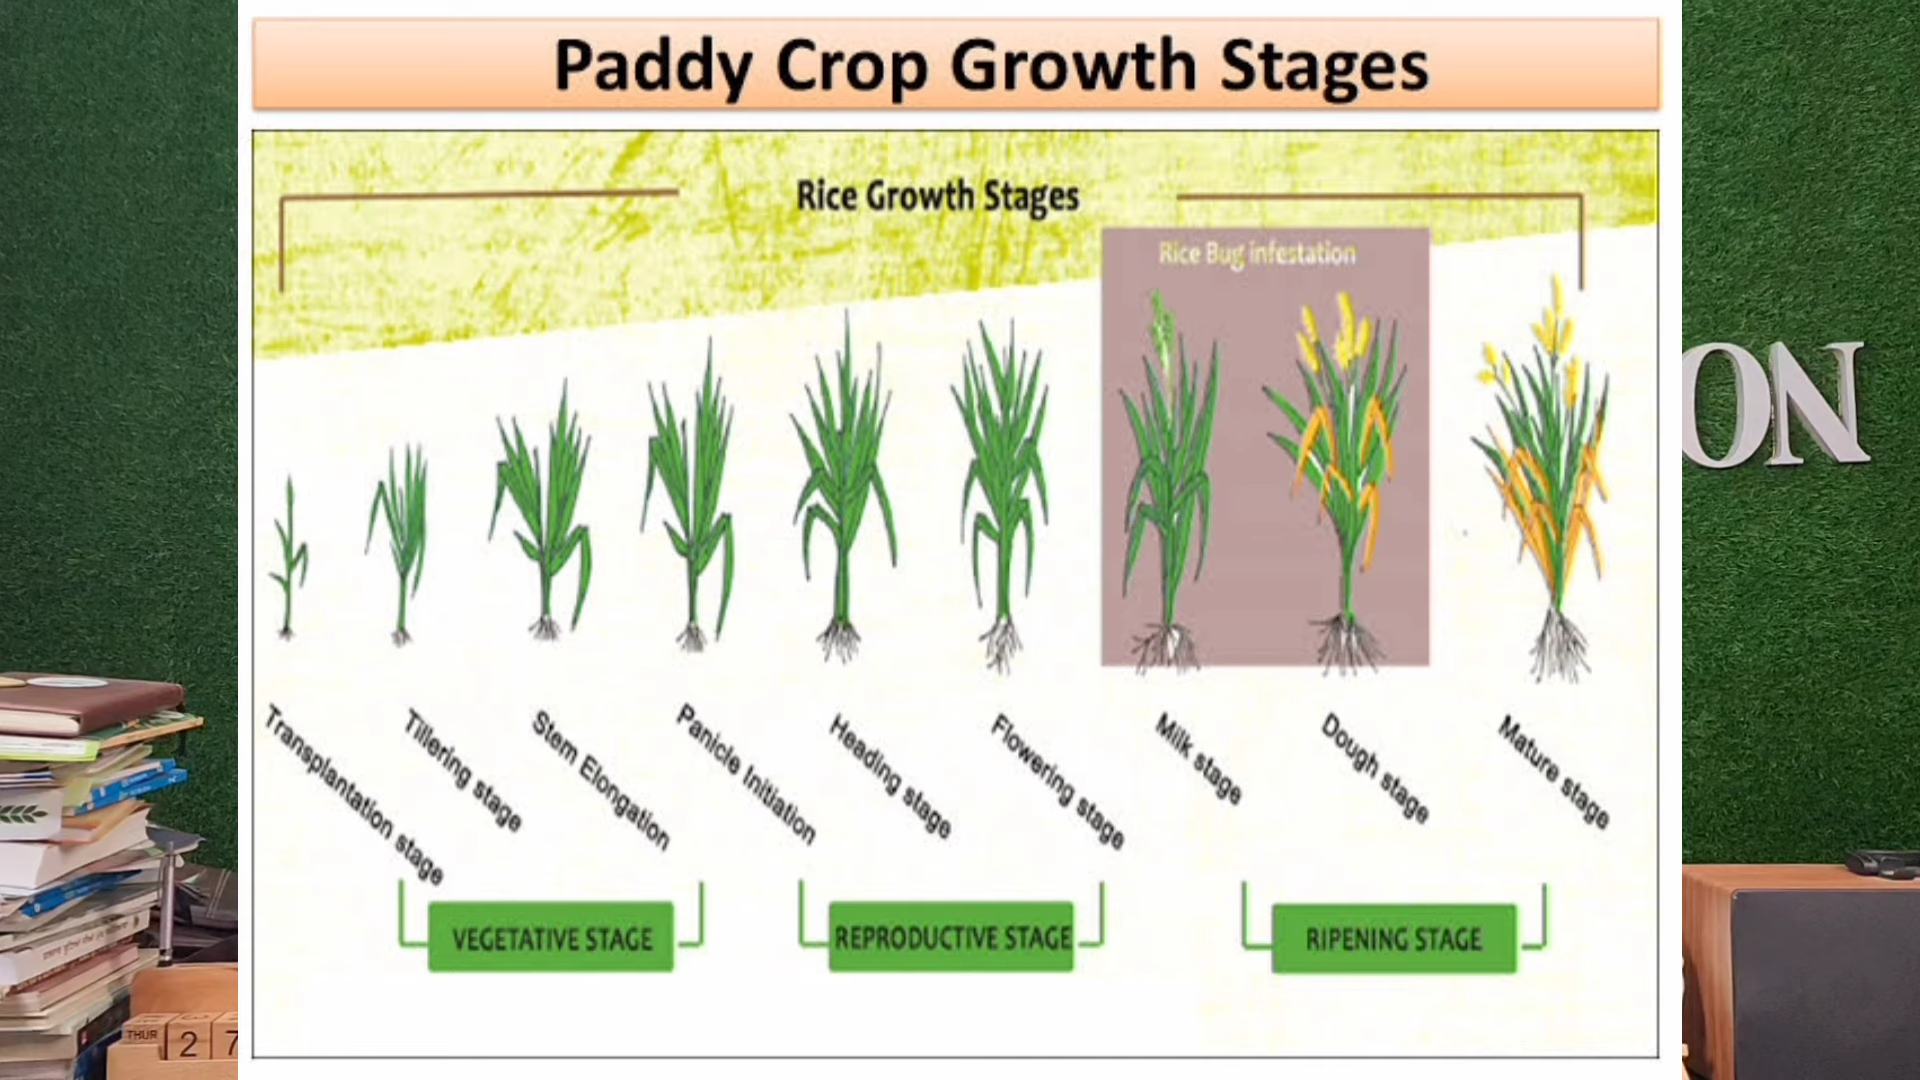 Paddy Crop Growth Stages
Rice Growth Stages
Rice Bug infestation
Transplantation stage
Tillering stage
Stem Elongation
Panicle Initiation
Heading stage
Flowering stage
Milk stage
Dough stage
Mature stage
VEGETATIVE STAGE
REPRODUCTIVE STAGE
RIPENING STAGE
ON
THUR
2 7